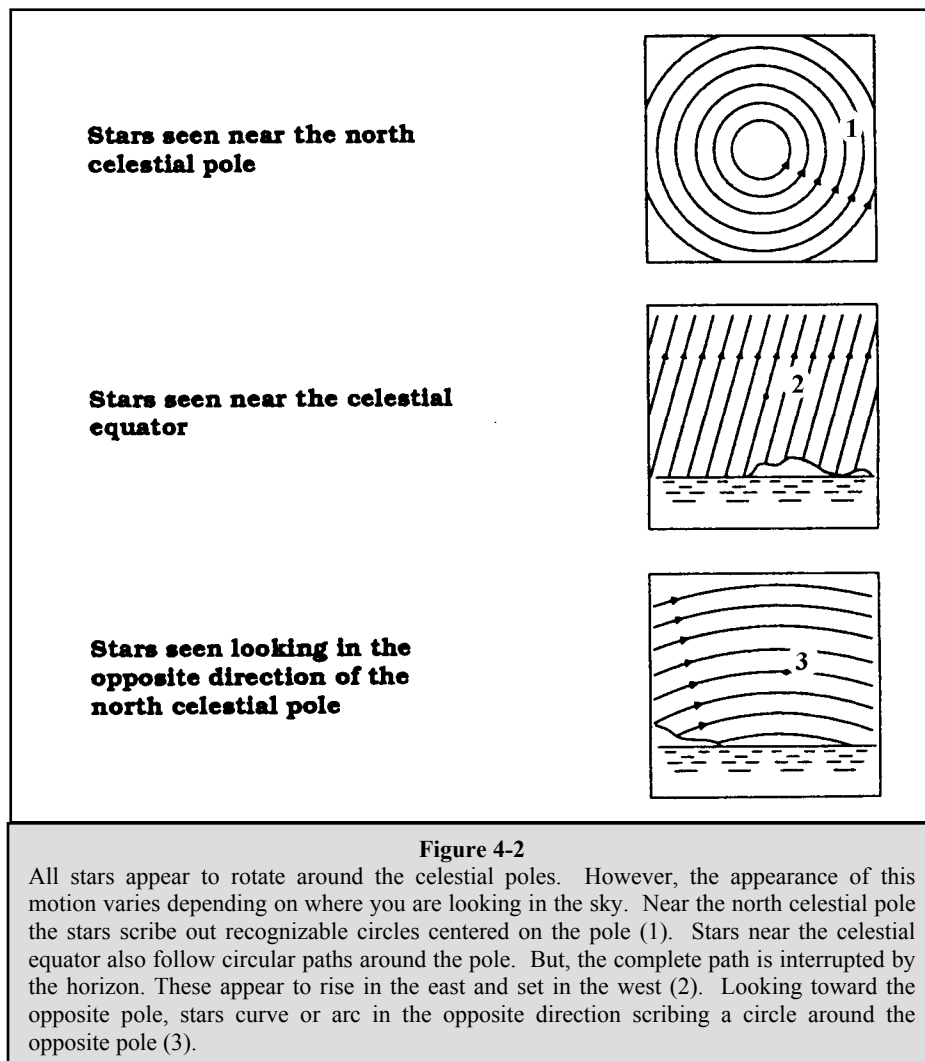 Stars seen near the north
celestial pole
1
Stars seen near the celestial
equator
2
Stars seen looking in the
opposite direction of the
north celestial pole
3
Figure 4-2
All stars appear to rotate around the celestial poles. However, the appearance of this
motion varies depending on where you are looking in the sky. Near the north celestial pole
the stars scribe out recognizable circles centered on the pole (1). Stars near the celestial
equator also follow circular paths around the pole. But, the complete path is interrupted by
the horizon. These appear to rise in the east and set in the west (2). Looking toward the
opposite pole, stars curve or arc in the opposite direction scribing a circle around the
opposite pole (3).